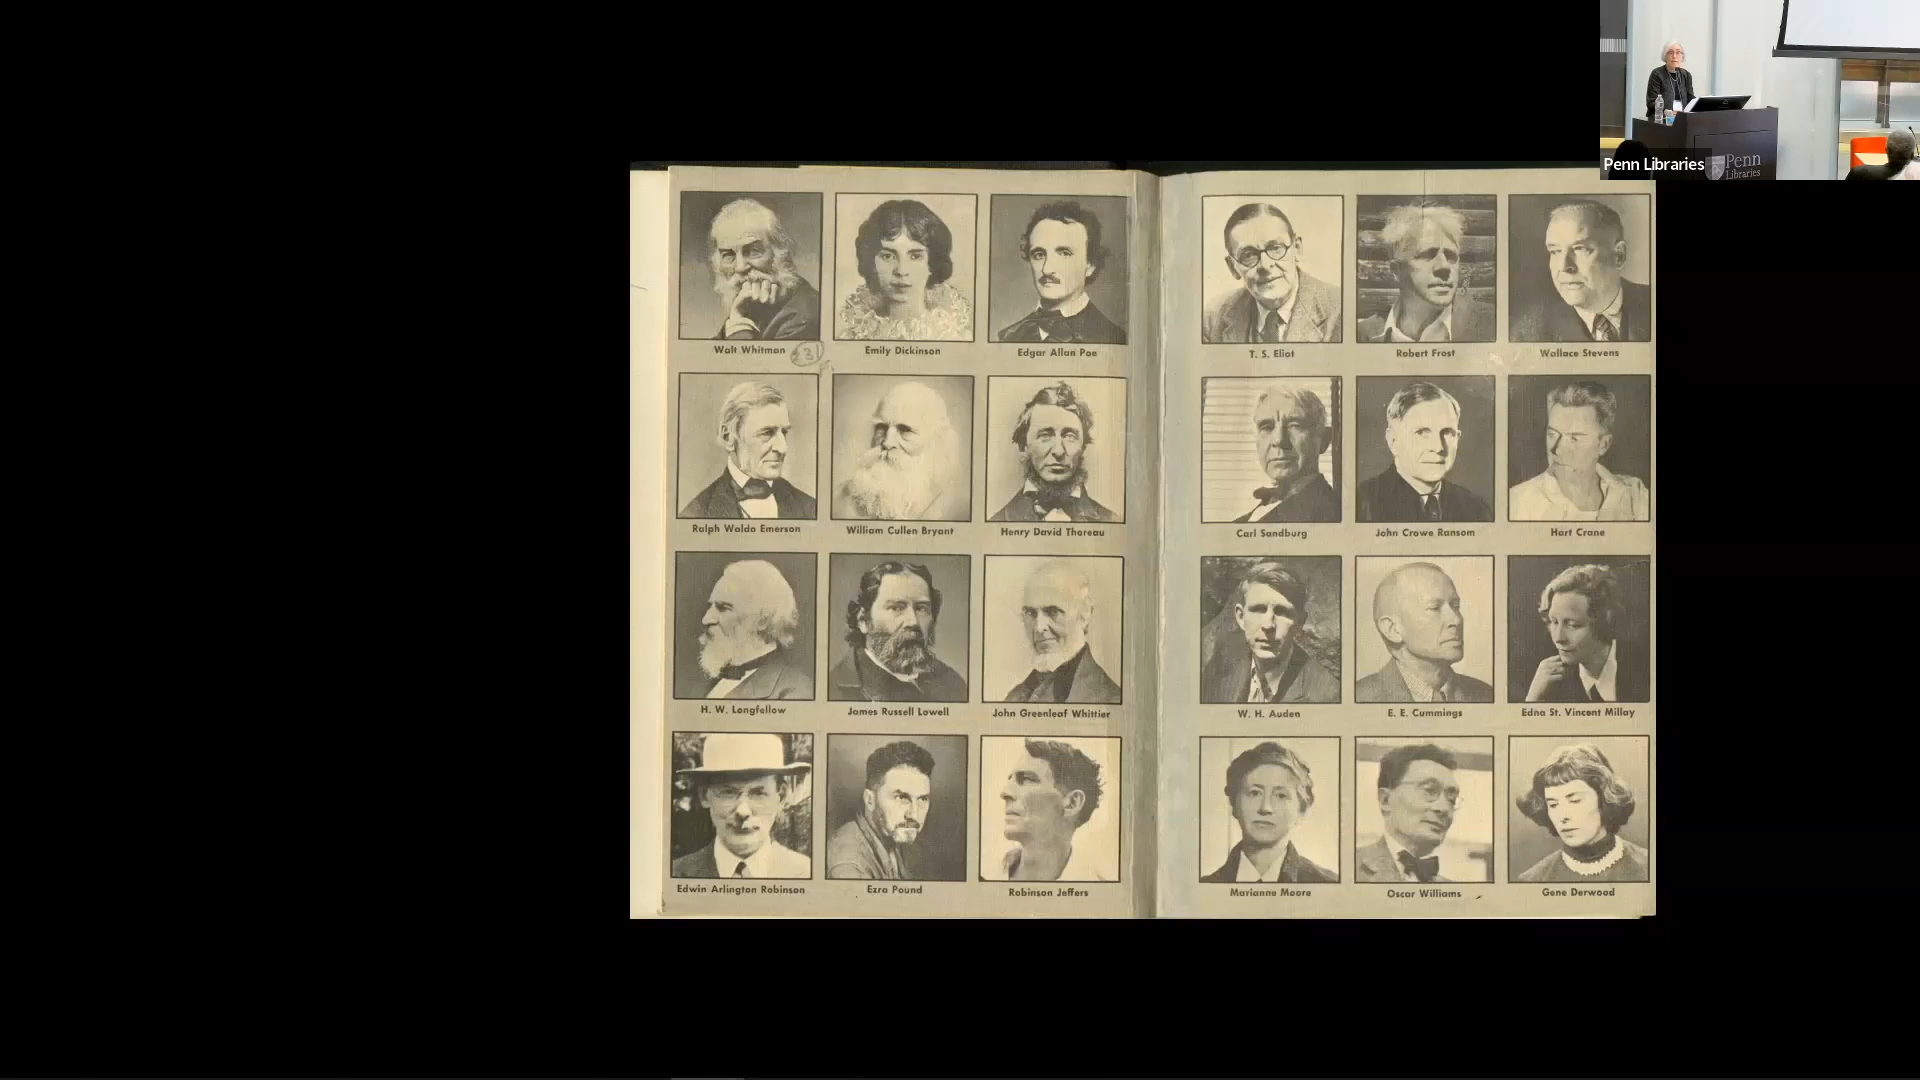 Penn Libraries
Penn
Libraries
Walt Whitman
231
Emily Dickinson
Edgar Allan Poe
T. S. Eliot
Robert Frost
Wallace Stevens
Ralph Waldo Emerson
William Cullen Bryant
Henry David Thoreau
Carl Sandburg
John Crowe Ransom
Hart Crane
H. W. Longfellow
James Russell Lowell
John Greenleaf Whittier
W. H. Auden
E. E. Cummings
Edna St. Vincent Millay
Edwin Arlington Robinson
Ezra Pound
Robinson Jeffers
Marianne Moore
Oscar Williams
Gene Derwood